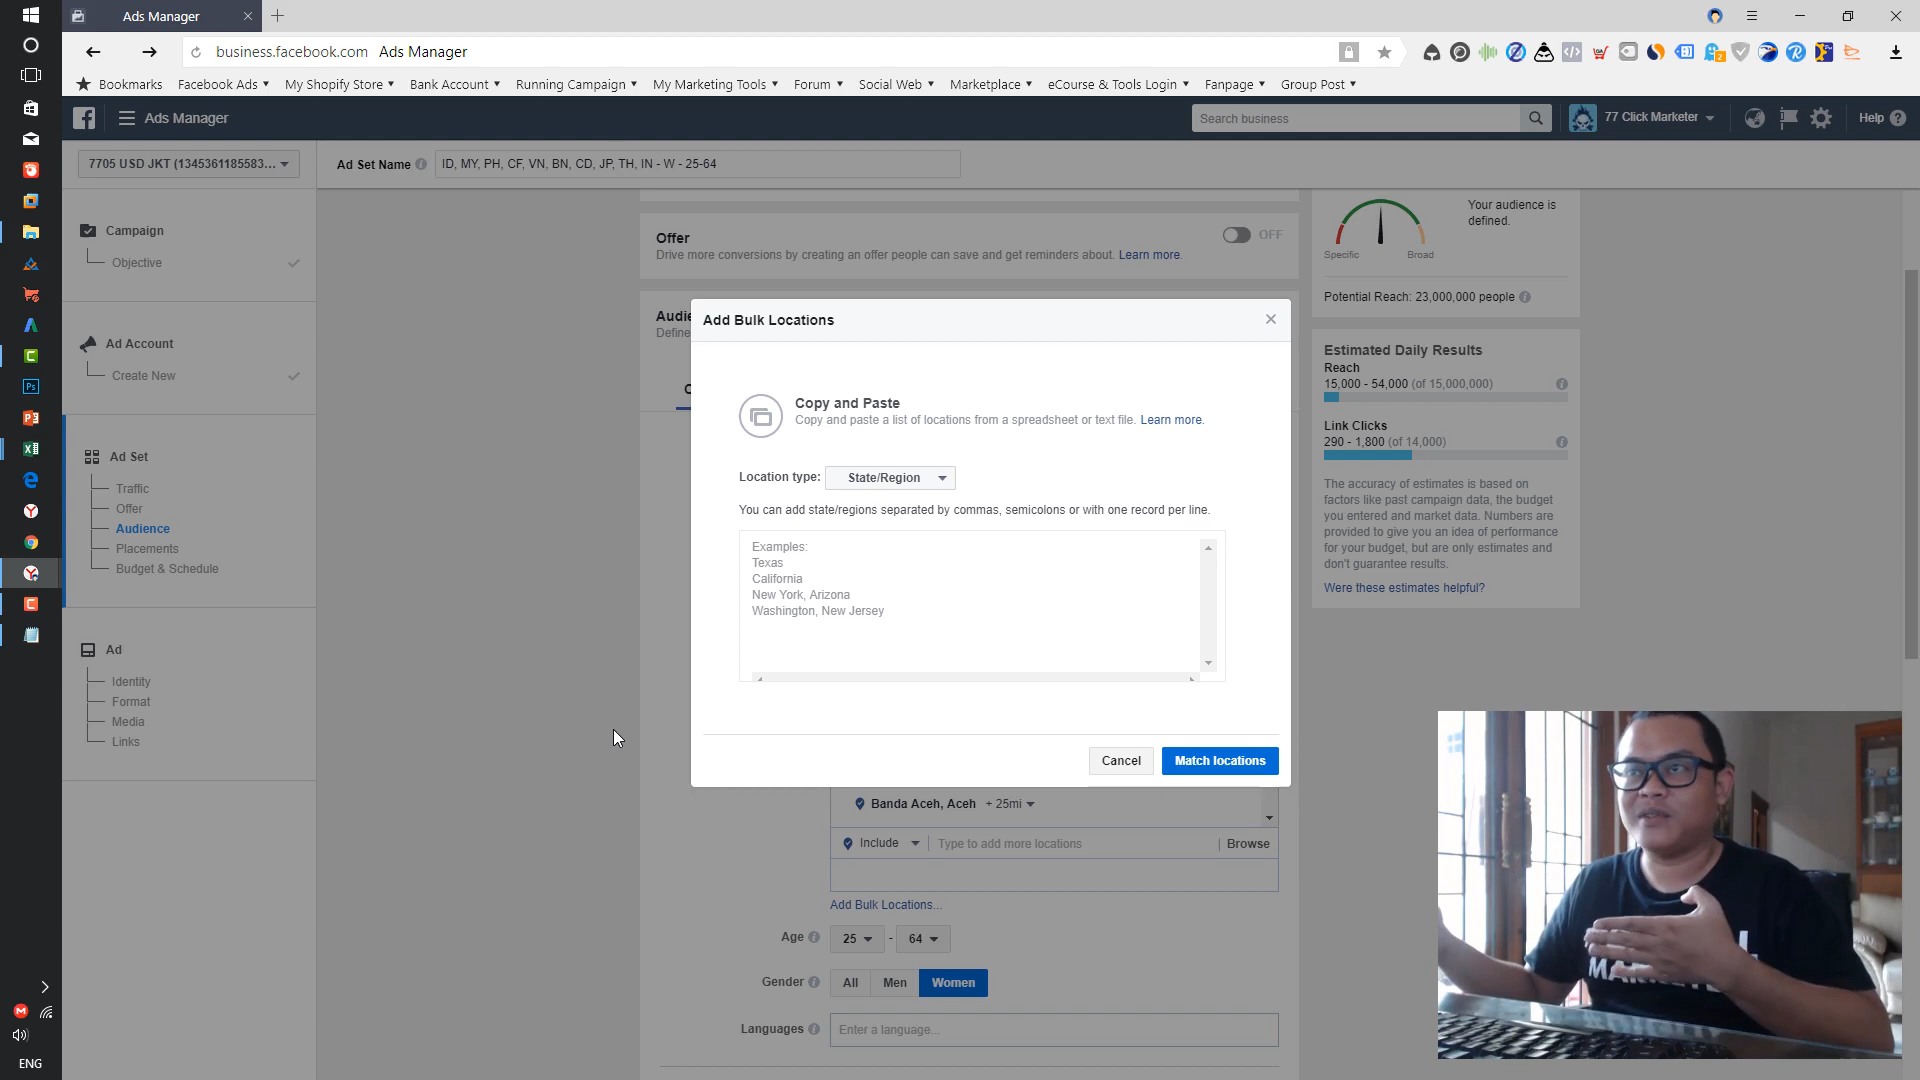 Ads Manager
business.facebook.com Ads Manager
Bookmarks Facebook Ads My Shopify Store Bank Account Running Campaign My Marketing Tools Forum Social Web Marketplace eCourse & Tools Login Fanpage Group Post
Ads Manager
Search business
77 Click Marketer
Help
7705 USD JKT (1345361185583...
Ad Set Name
ID, MY, PH, CF, VN, BN, CD, JP, TH, IN - W - 25-64
Campaign
Objective
Ad Account
Create New
Ad Set
Traffic
Offer
Audience
Placements
Budget & Schedule
Ad
Identity
Format
Media
Links
ENG
Offer
OFF
Drive more conversions by creating an offer people can save and get reminders about. Learn more.
Add Bulk Locations
Copy and Paste
Copy and paste a list of locations from a spreadsheet or text file. Learn more.
Location type: State/Region
You can add state/regions separated by commas, semicolons or with one record per line.
Examples:
Texas
California
New York, Arizona
Washington, New Jersey
Cancel
Match locations
Banda Aceh, Aceh + 25mi
Include
Type to add more locations
Browse
Add Bulk Locations...
Age 25 - 64
Gender All Men Women
Languages Enter a language...
Your audience is
defined.
Specific
Broad
Potential Reach: 23,000,000 people
Estimated Daily Results
Reach
15,000 - 54,000 (of 15,000,000)
Link Clicks
290 - 1,800 (of 14,000)
The accuracy of estimates is based on
factors like past campaign data, the budget
you entered and market data. Numbers are
provided to give you an idea of performance
for your budget, but are only estimates and
don't guarantee results.
Were these estimates helpful?